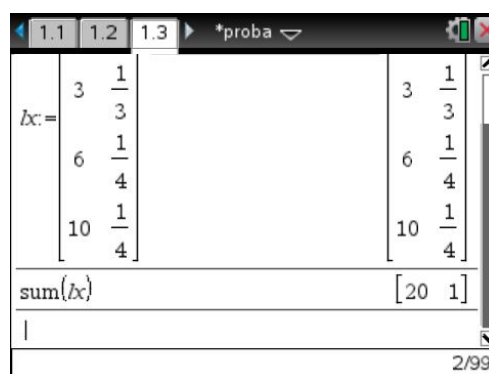 1.1 1.2 1.3 *proba
lx:= 3 1/3 3 1/3
6 1/4 6 1/4
10 1/4 10 1/4
sum(lx) [20 1]
2/99